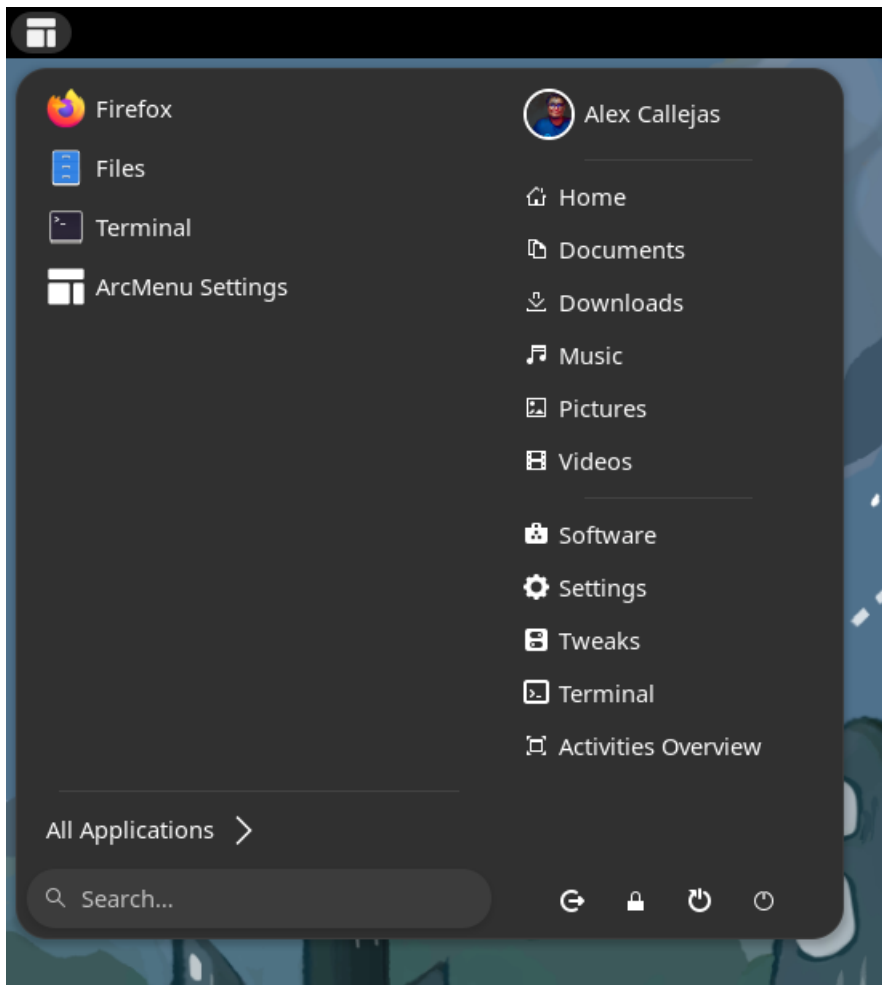 Firefox
Files
Terminal
ArcMenu Settings
All Applications
Search...
Alex Callejas
Home
Documents
Downloads
Music
Pictures
Videos
Software
Settings
Tweaks
Terminal
Activities Overview